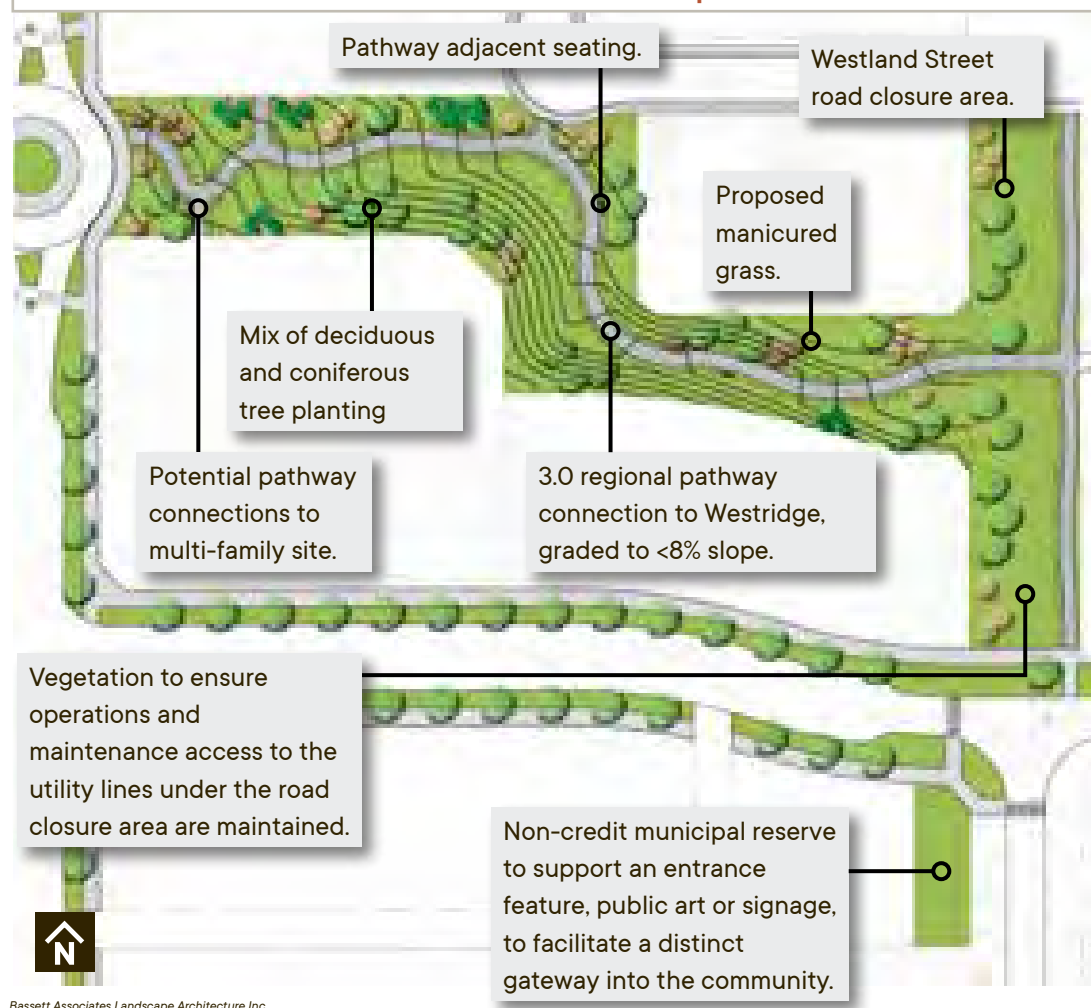 Pathway adjacent seating.
Westland Street
road closure area.
Proposed
manicured
grass.
Mix of deciduous
and coniferous
tree planting
Potential pathway
connections to
multi-family site.
3.0 regional pathway
connection to Westridge,
graded to <8% slope.
Vegetation to ensure
operations and
maintenance access to the
utility lines under the road
closure area are maintained.
Non-credit municipal reserve
to support an entrance
feature, public art or signage,
to facilitate a distinct
gateway into the community.
N
Bassett Associates Landscape Architecture Inc.